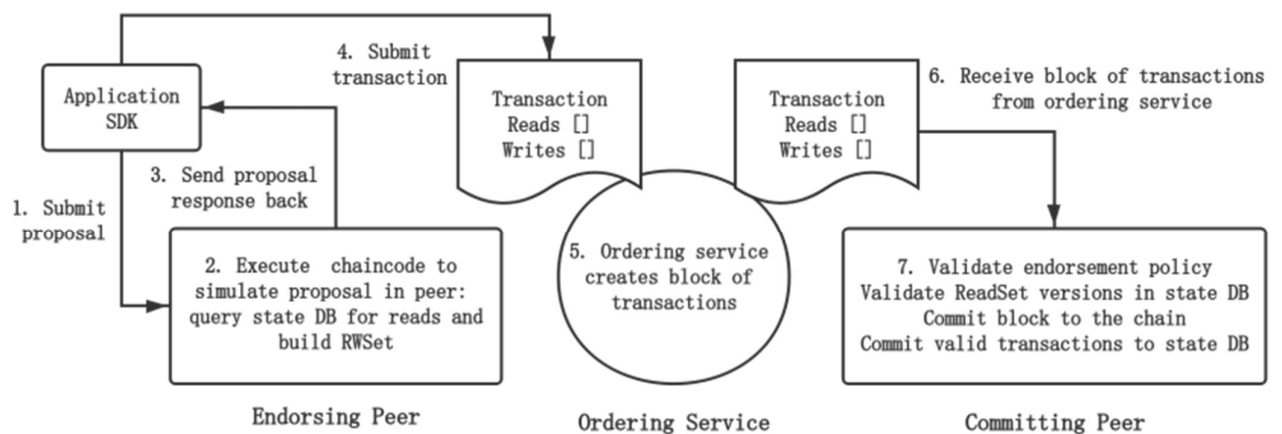 4. Submit
transaction
Application
SDK
Transaction
Reads []
Writes []
Transaction
Reads []
Writes []
6. Receive block of transactions
from ordering service
3. Send proposal
response back
1. Submit
proposal
2. Execute chaincode to
simulate proposal in peer:
query state DB for reads and
build RWSet
5. Ordering service
creates block of
transactions
7. Validate endorsement policy
Validate ReadSet versions in state DB
Commit block to the chain
Commit valid transactions to state DB
Endorsing Peer
Ordering Service
Committing Peer